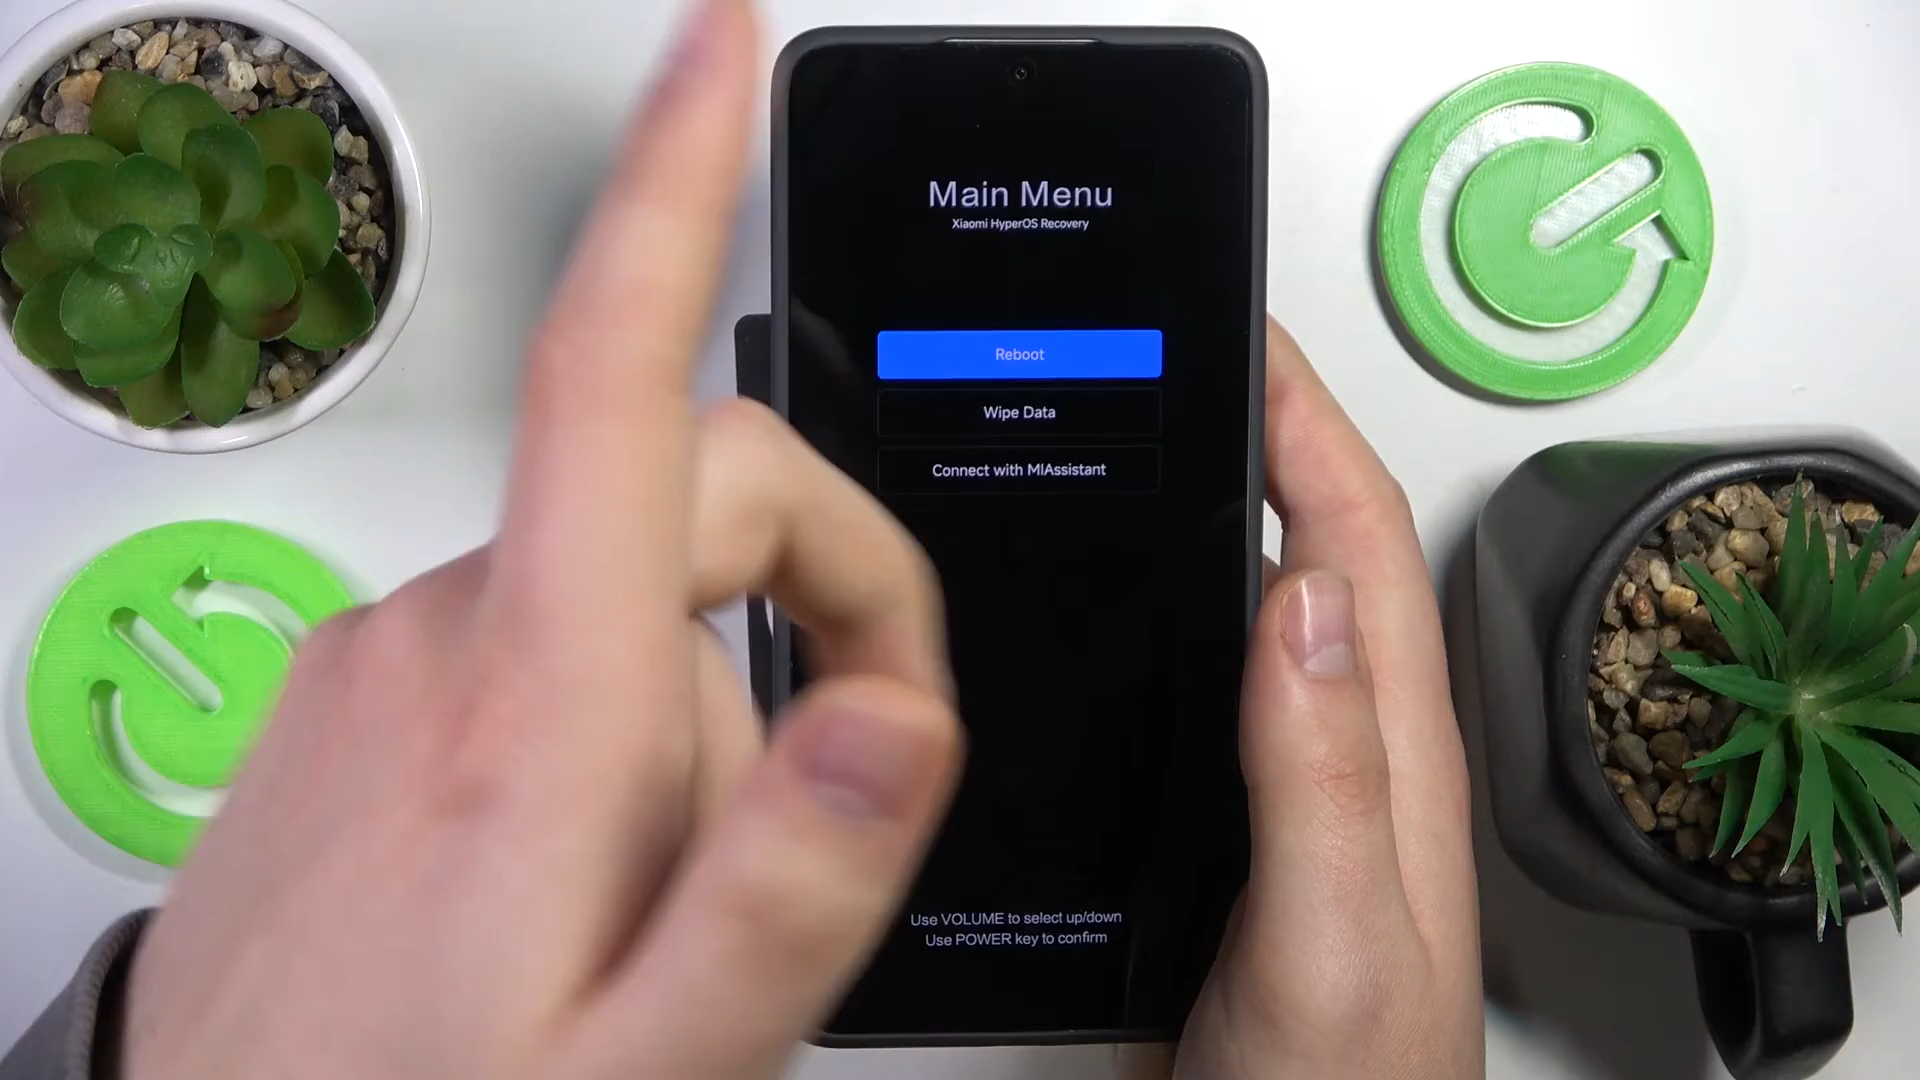 Main Menu
Xiaomi HyperOS Recovery
Reboot
Wipe Data
Connect with MIAssistant
Use VOLUME to select up/down
Use POWER key to confirm